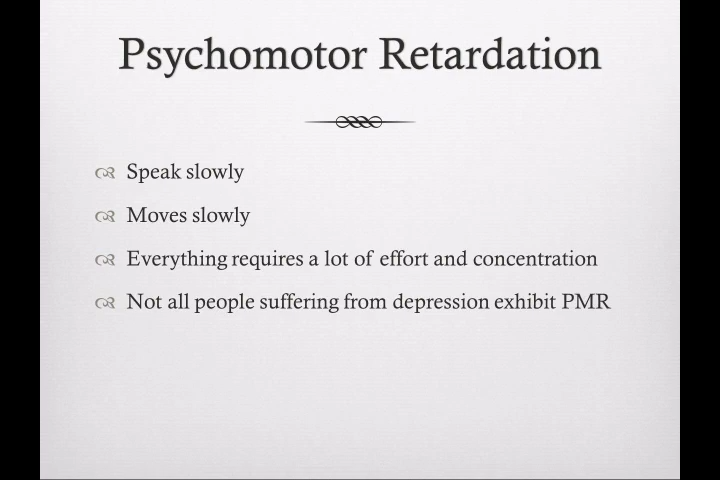 Psychomotor Retardation
Speak slowly
Moves slowly
Everything requires a lot of effort and concentration
Not all people suffering from depression exhibit PMR